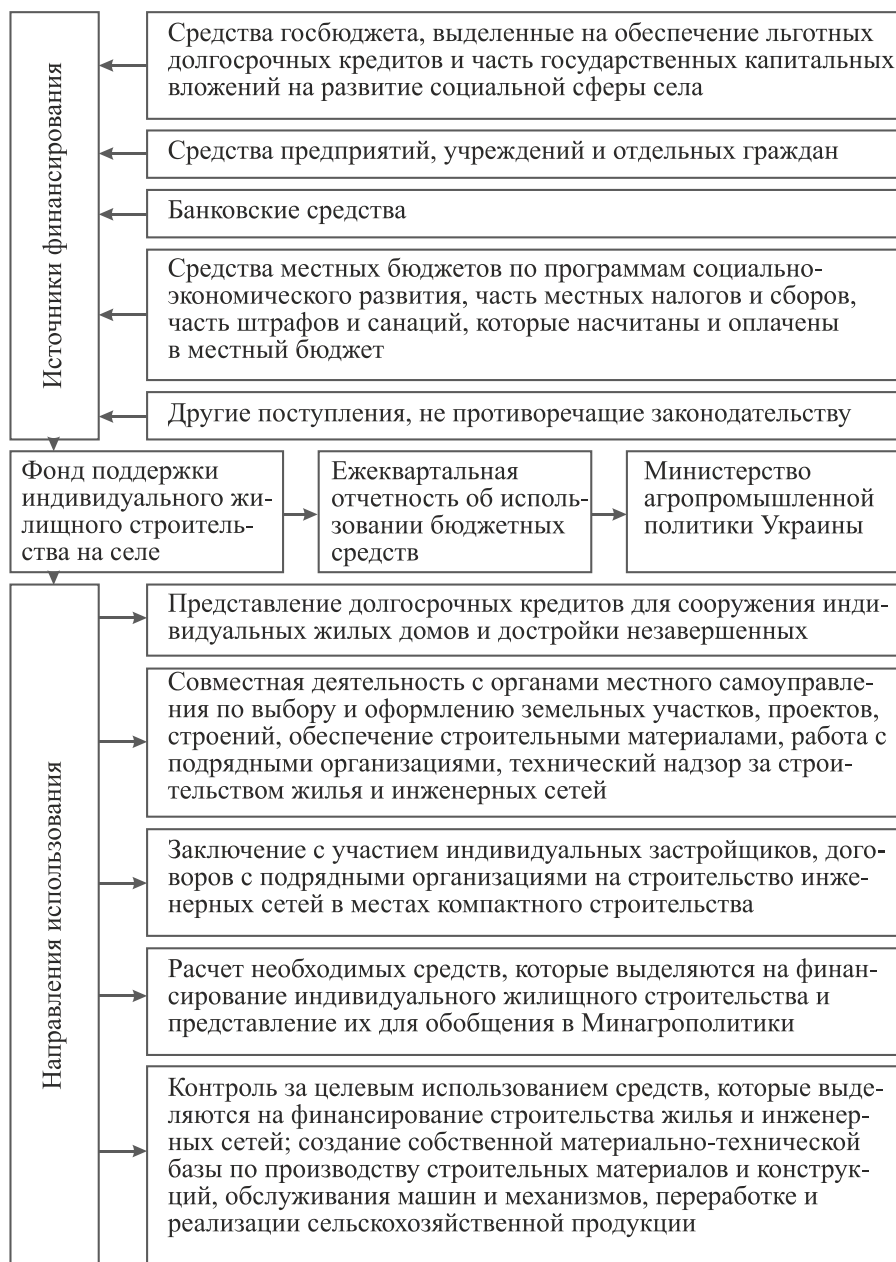 Источники финансирования
Средства госбюджета, выделенные на обеспечение льготных
долгосрочных кредитов и часть государственных капитальных
вложений на развитие социальной сферы села
Средства предприятий, учреждений и отдельных граждан
Банковские средства
Средства местных бюджетов по программам социально-
экономического развития, часть местных налогов и сборов,
часть штрафов и санаций, которые насчитаны и оплачены
в местный бюджет
Другие поступления, не противоречащие законодательству
Фонд поддержки
индивидуального жи-
лищного строитель-
ства на селе
Ежеквартальная
отчетность об исполь-
зовании бюджетных
средств
Министерство
агропромышленной
политики Украины
Направления использования
Представление долгосрочных кредитов для сооружения инди-
видуальных жилых домов и достройки незавершенных
Совместная деятельность с органами местного самоуправле-
ния по выбору и оформлению земельных участков, проектов,
строений, обеспечение строительными материалами, работа с
подрядными организациями, технический надзор за строи-
тельством жилья и инженерных сетей
Заключение с участием индивидуальных застройщиков, дого-
воров с подрядными организациями на строительство инже-
нерных сетей в местах компактного строительства
Расчет необходимых средств, которые выделяются на финан-
сирование индивидуального жилищного строительства и
представление их для обобщения в Минагрополитики
Контроль за целевым использованием средств, которые выде-
ляются на финансирование строительства жилья и инженер-
ных сетей; создание собственной материально-технической
базы по производству строительных материалов и конструк-
ций, обслуживания машин и механизмов, переработке и
реализации сельскохозяйственной продукции